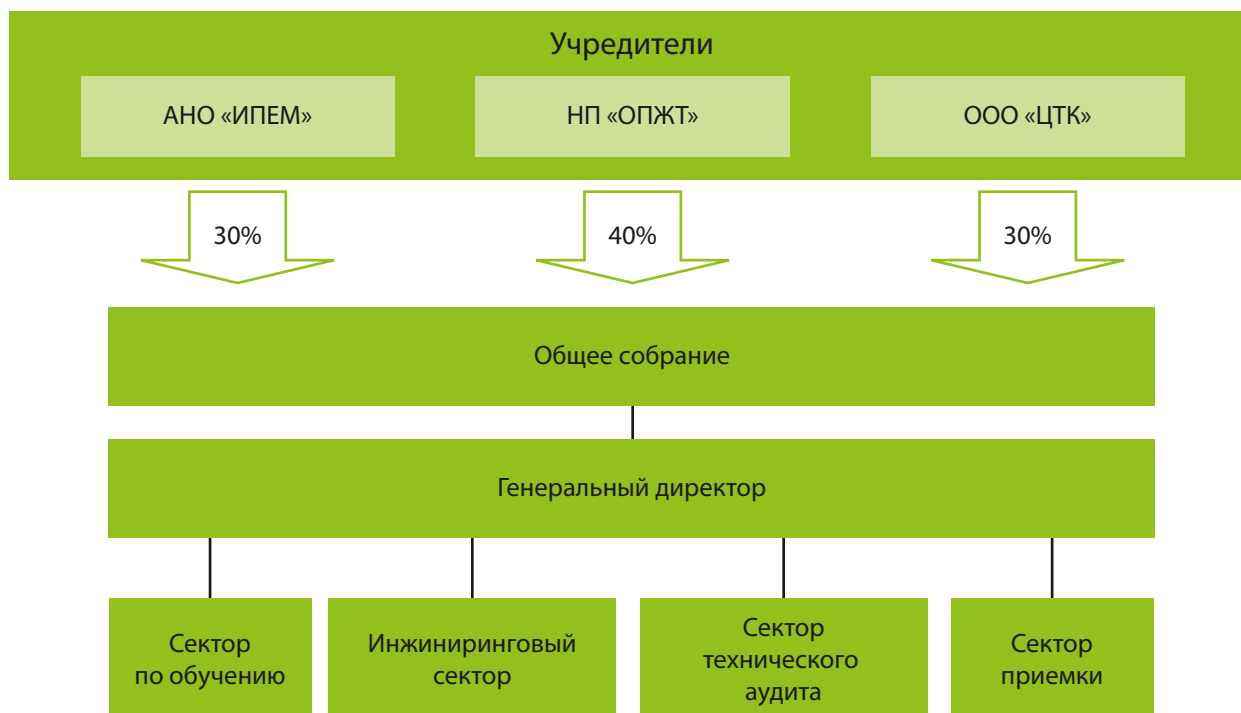 Учредители
АНО «ИПЕМ»
НП «ОПЖТ»
ООО «ЦТК»
30%
40%
30%
Общее собрание
Генеральный директор
Сектор
по обучению
Инжиниринговый
сектор
Сектор
технического
аудита
Сектор
приемки